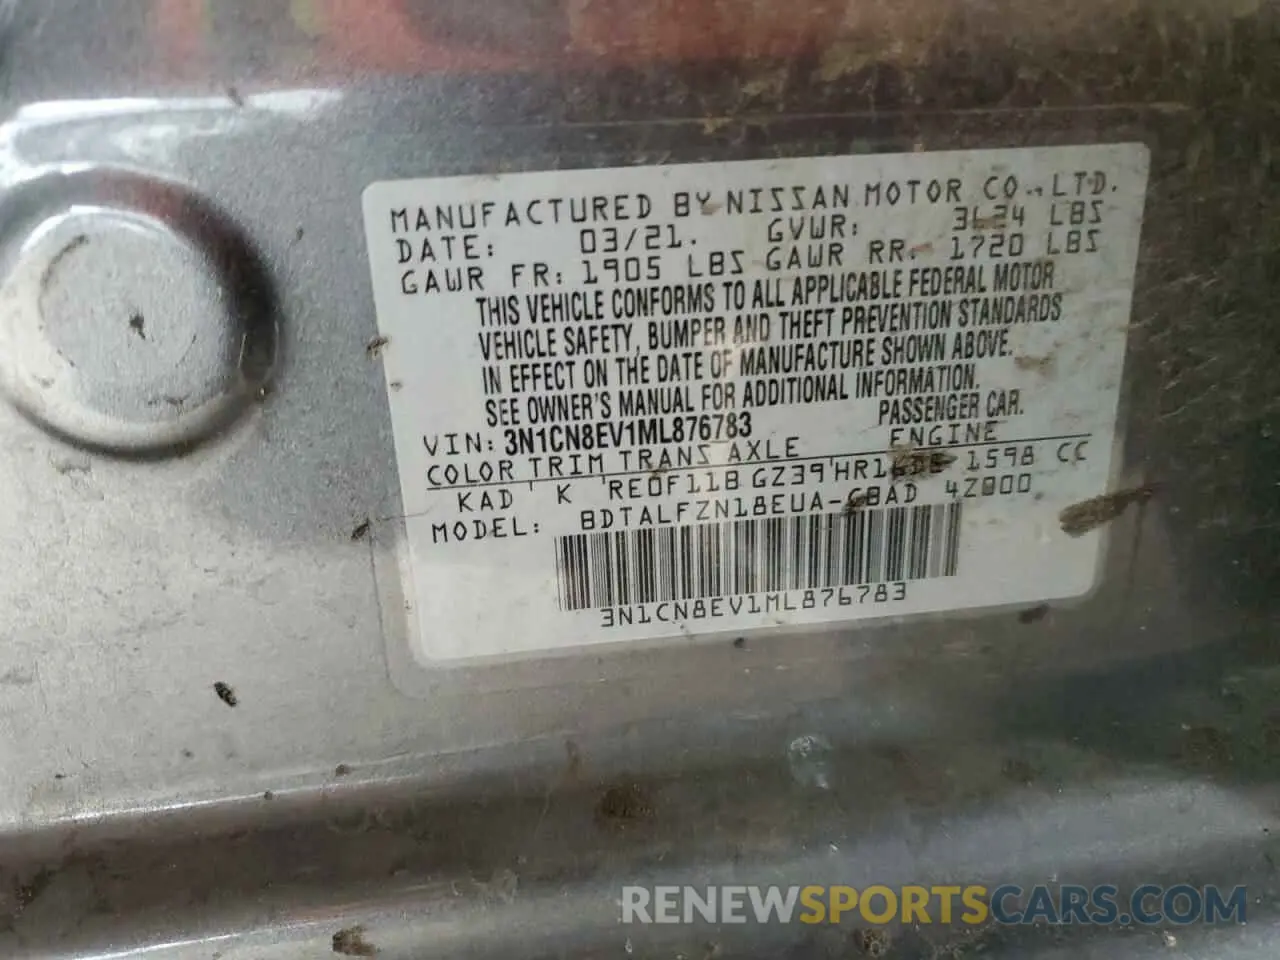 MANUFACTURED BY NISSAN MOTOR CO., LTD.
DATE: 03/21. GVWR: LBS
GAWR FR: 1905 LBS GAWR RR: 1720 LBS
THIS VEHICLE CONFORMS TO ALL APPLICABLE FEDERAL MOTOR
VEHICLE SAFETY, BUMPER AND THEFT PREVENTION STANDARDS
IN EFFECT ON THE DATE OF MANUFACTURE SHOWN ABOVE.
SEE OWNER'S MANUAL FOR ADDITIONAL INFORMATION.
VIN: 3N1CN8EV1ML876783 PASSENGER CAR.
COLOR TRIM TRANS AXLE ENGINE
KAD K RE0F11B GZ39 HR16DE 1598 CC
MODEL: BDTALFZN18EUA-CBAD 42000
3N1CN8EV1ML876783
RENEWSPORTSCARS.COM